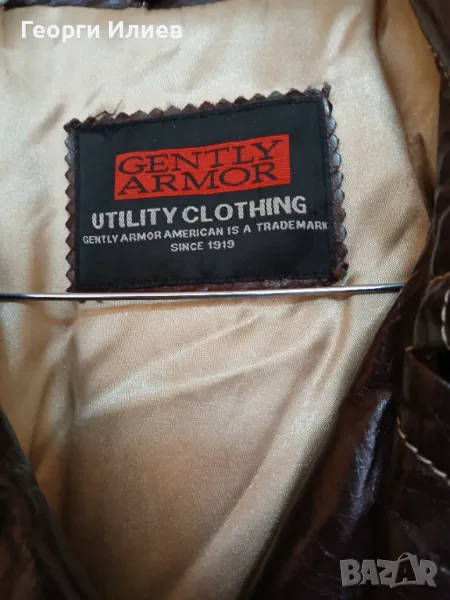 Георги Илиев
GENTLY
ARMOR
UTILITY CLOTHING
GENTLY ARMOR AMERICAN IS A TRADEMARK
SINCE 1919
BAZAR